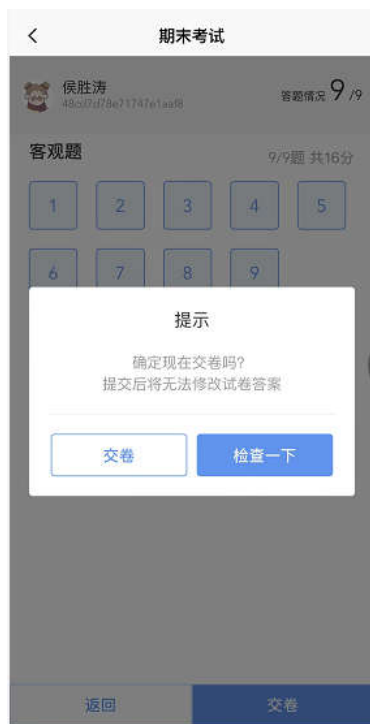 期末考试
侯胜涛
答题情况 9 /9
客观题
9/9题 共16分
1 2 3 4 5
6 7 8 9
提示
确定现在交卷吗?
提交后将无法修改试卷答案
交卷 检查一下
返回 交卷